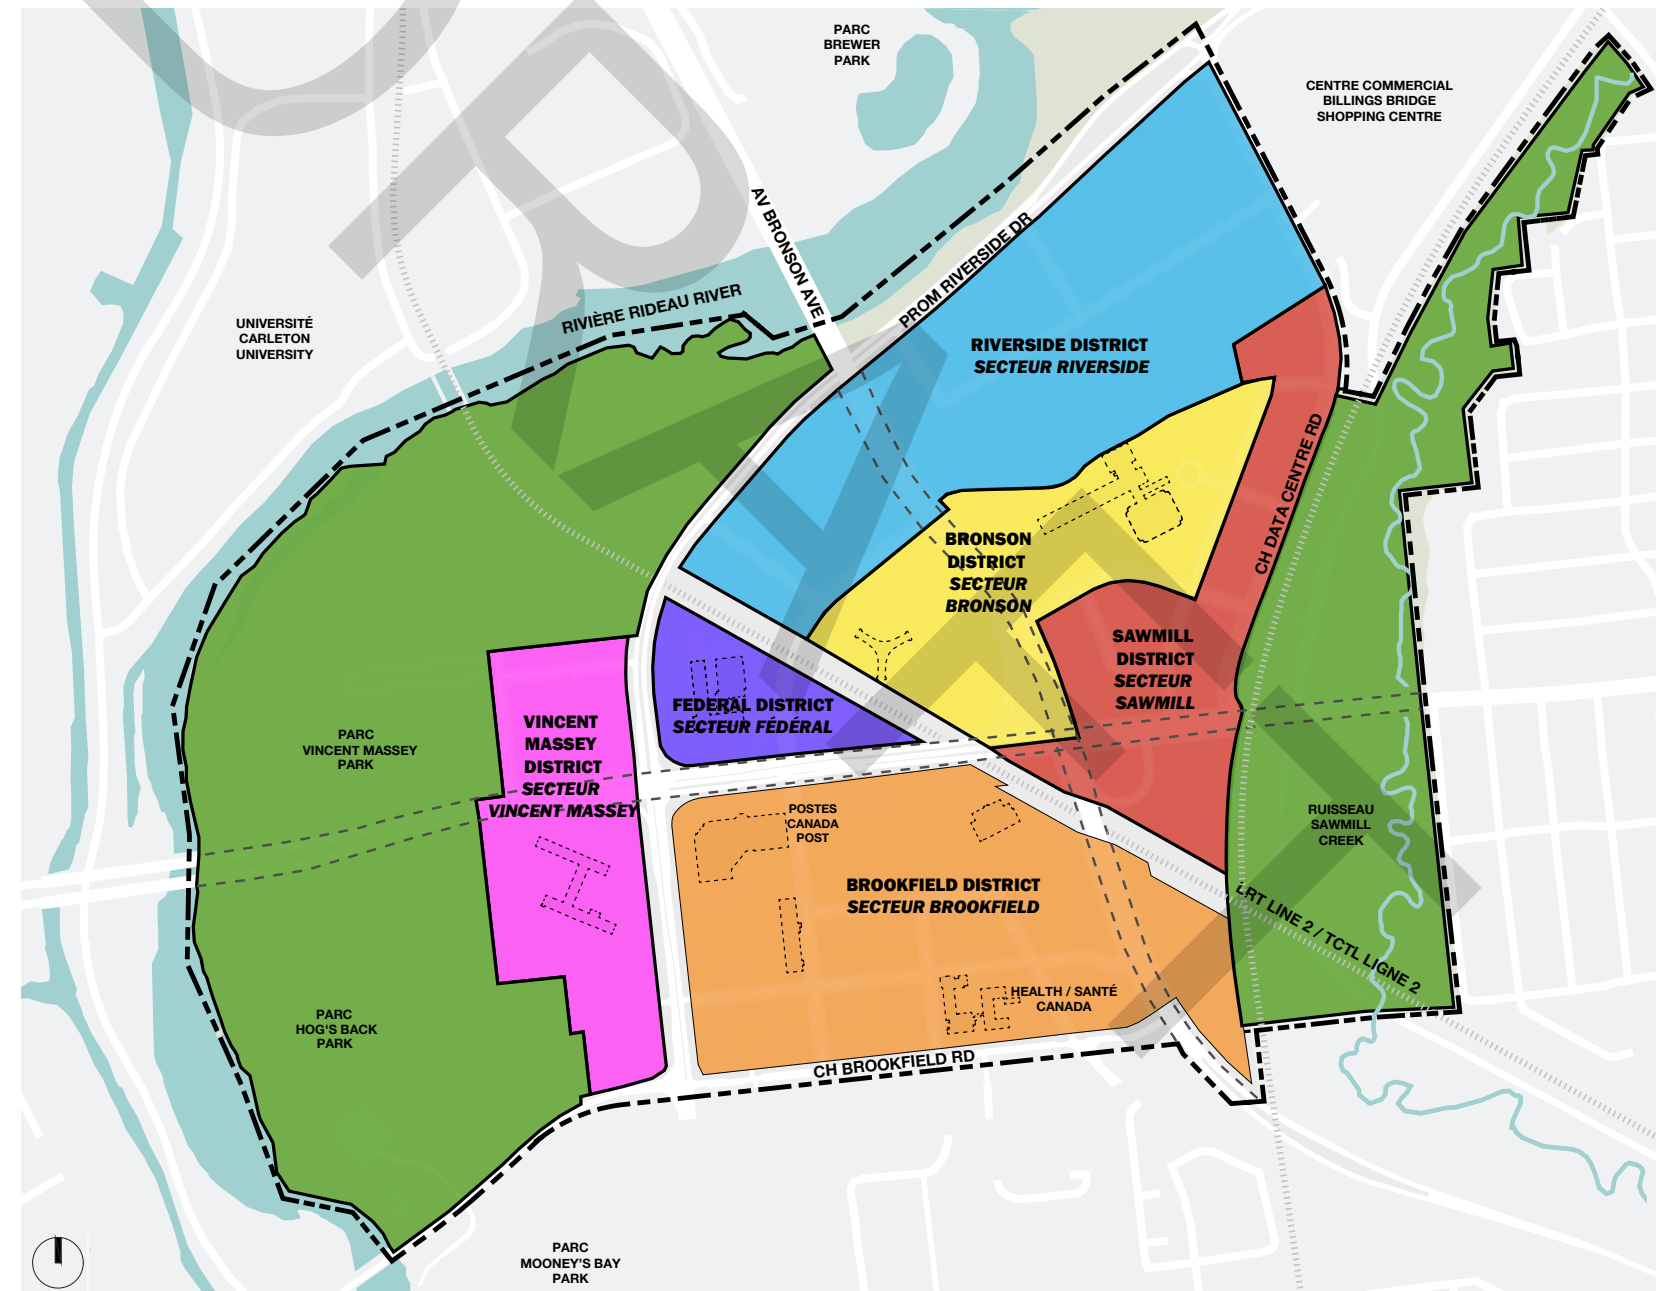 PARC
BREWER
PARK
CENTRE COMMERCIAL
BILLINGS BRIDGE
SHOPPING CENTRE
AV BRONSON AVE
PROM RIVERSIDE DR
RIVIÈRE RIDEAU RIVER
UNIVERSITÉ
CARLETON
UNIVERSITY
RIVERSIDE DISTRICT
SECTEUR RIVERSIDE
CH DATA CENTRE RD
BRONSON
DISTRICT
SECTEUR
BRONSON
SAWMILL
DISTRICT
SECTEUR
SAWMILL
FEDERAL DISTRICT
SECTEUR FÉDÉRAL
VINCENT
MASSEY
DISTRICT
SECTEUR
VINCENT MASSEY
PARC
VINCENT MASSEY
PARK
POSTES
CANADA
POST
RUISSEAU
SAWMILL
CREEK
BROOKFIELD DISTRICT
SECTEUR BROOKFIELD
LRT LINE 2 / TCTL LIGNE 2
HEALTH / SANTÉ
CANADA
PARC
HOG'S BACK
PARK
CH BROOKFIELD RD
PARC
MOONEY'S BAY
PARK
DRAFT